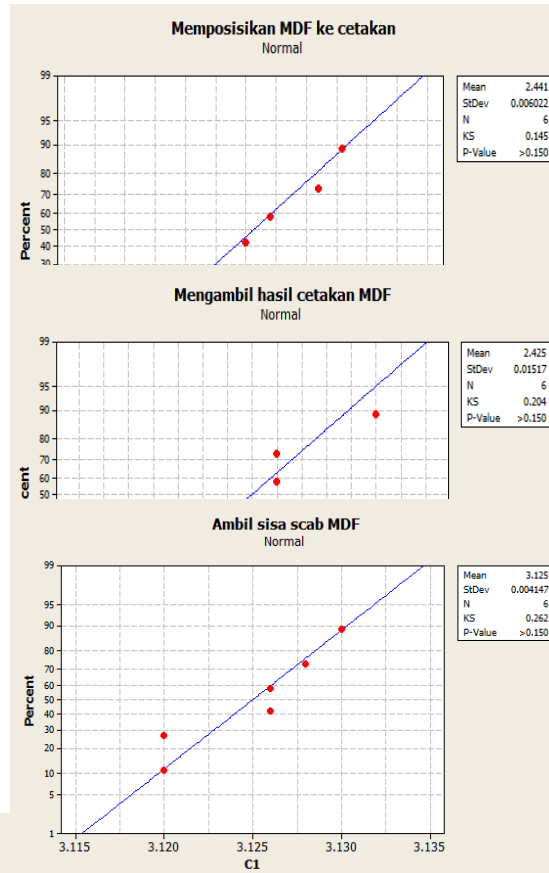 Memposisikan MDF ke cetakan
Normal
99
95
90
80
70
60
50
40
30
Percent
Mean 2.441
StDev 0.006022
N 6
KS 0.145
P-Value >0.150
Mengambil hasil cetakan MDF
Normal
99
95
90
80
70
60
50
cent
Mean 2.425
StDev 0.01517
N 6
KS 0.204
P-Value >0.150
Ambil sisa scab MDF
Normal
99
95
90
80
70
60
50
40
30
20
10
5
1
Percent
3.115 3.120 3.125 3.130 3.135
C1
Mean 3.125
StDev 0.004147
N 6
KS 0.262
P-Value >0.150